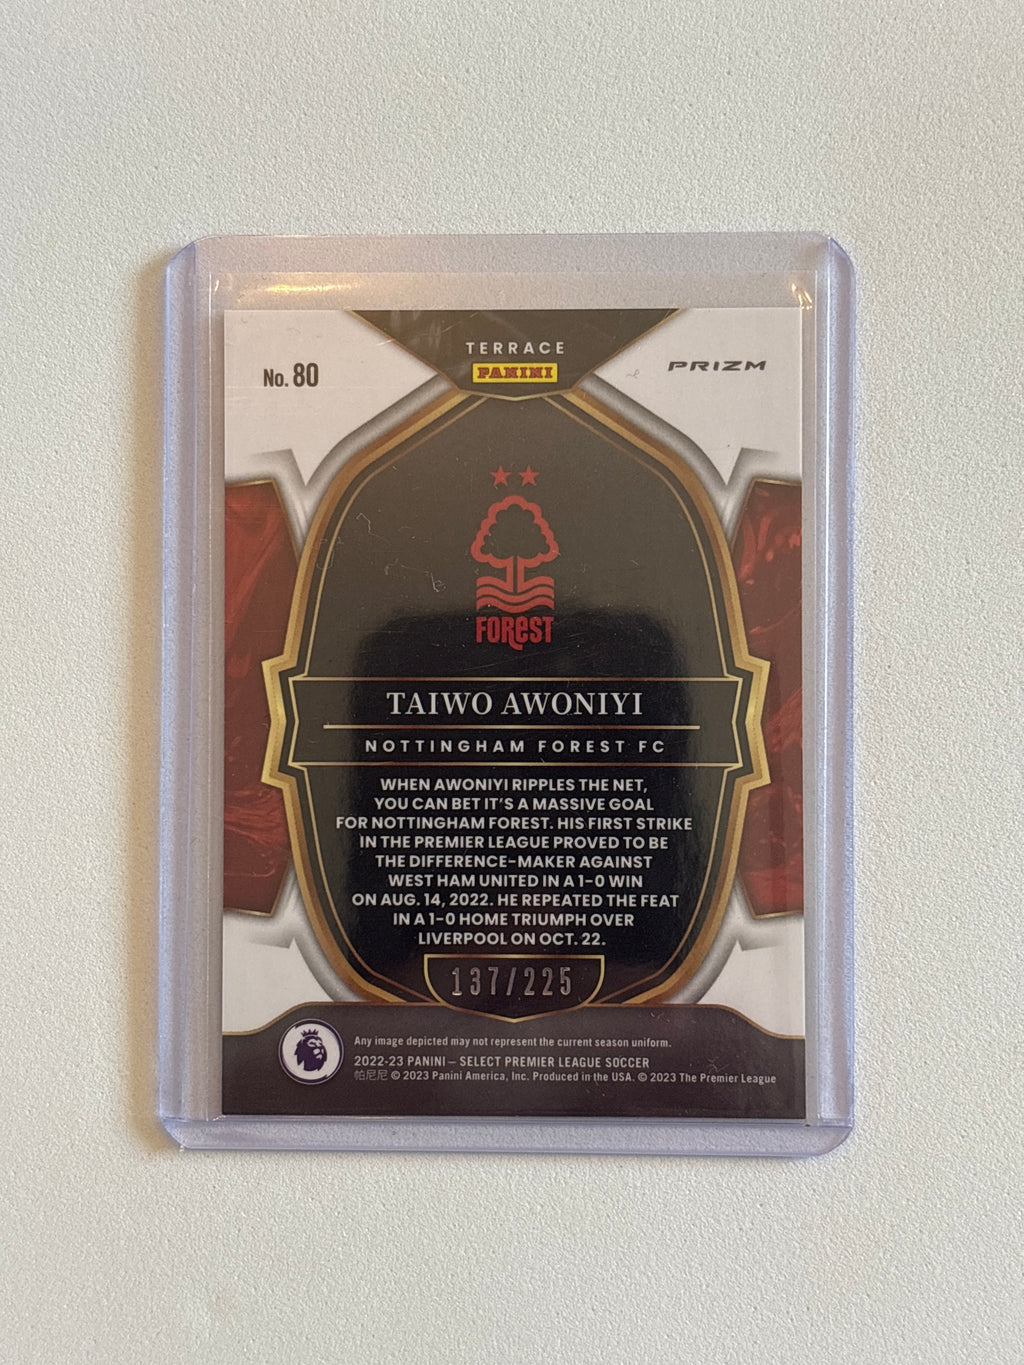 TERRACE
PANINI
No. 80
PRIZM
FOREST
TAIWO AWONIYI
NOTTINGHAM FOREST FC
WHEN AWONIYI RIPPLES THE NET,
YOU CAN BET IT'S A MASSIVE GOAL
FOR NOTTINGHAM FOREST. HIS FIRST STRIKE
IN THE PREMIER LEAGUE PROVED TO BE
THE DIFFERENCE-MAKER AGAINST
WEST HAM UNITED IN A 1-0 WIN
ON AUG. 14, 2022. HE REPEATED THE FEAT
IN A 1-0 HOME TRIUMPH OVER
LIVERPOOL ON OCT. 22.
137/225
Any image depicted may not represent the current season uniform.
2022-23 PANINI – SELECT PREMIER LEAGUE SOCCER
帕尼尼 © 2023 Panini America, Inc. Produced in the USA. © 2023 The Premier League